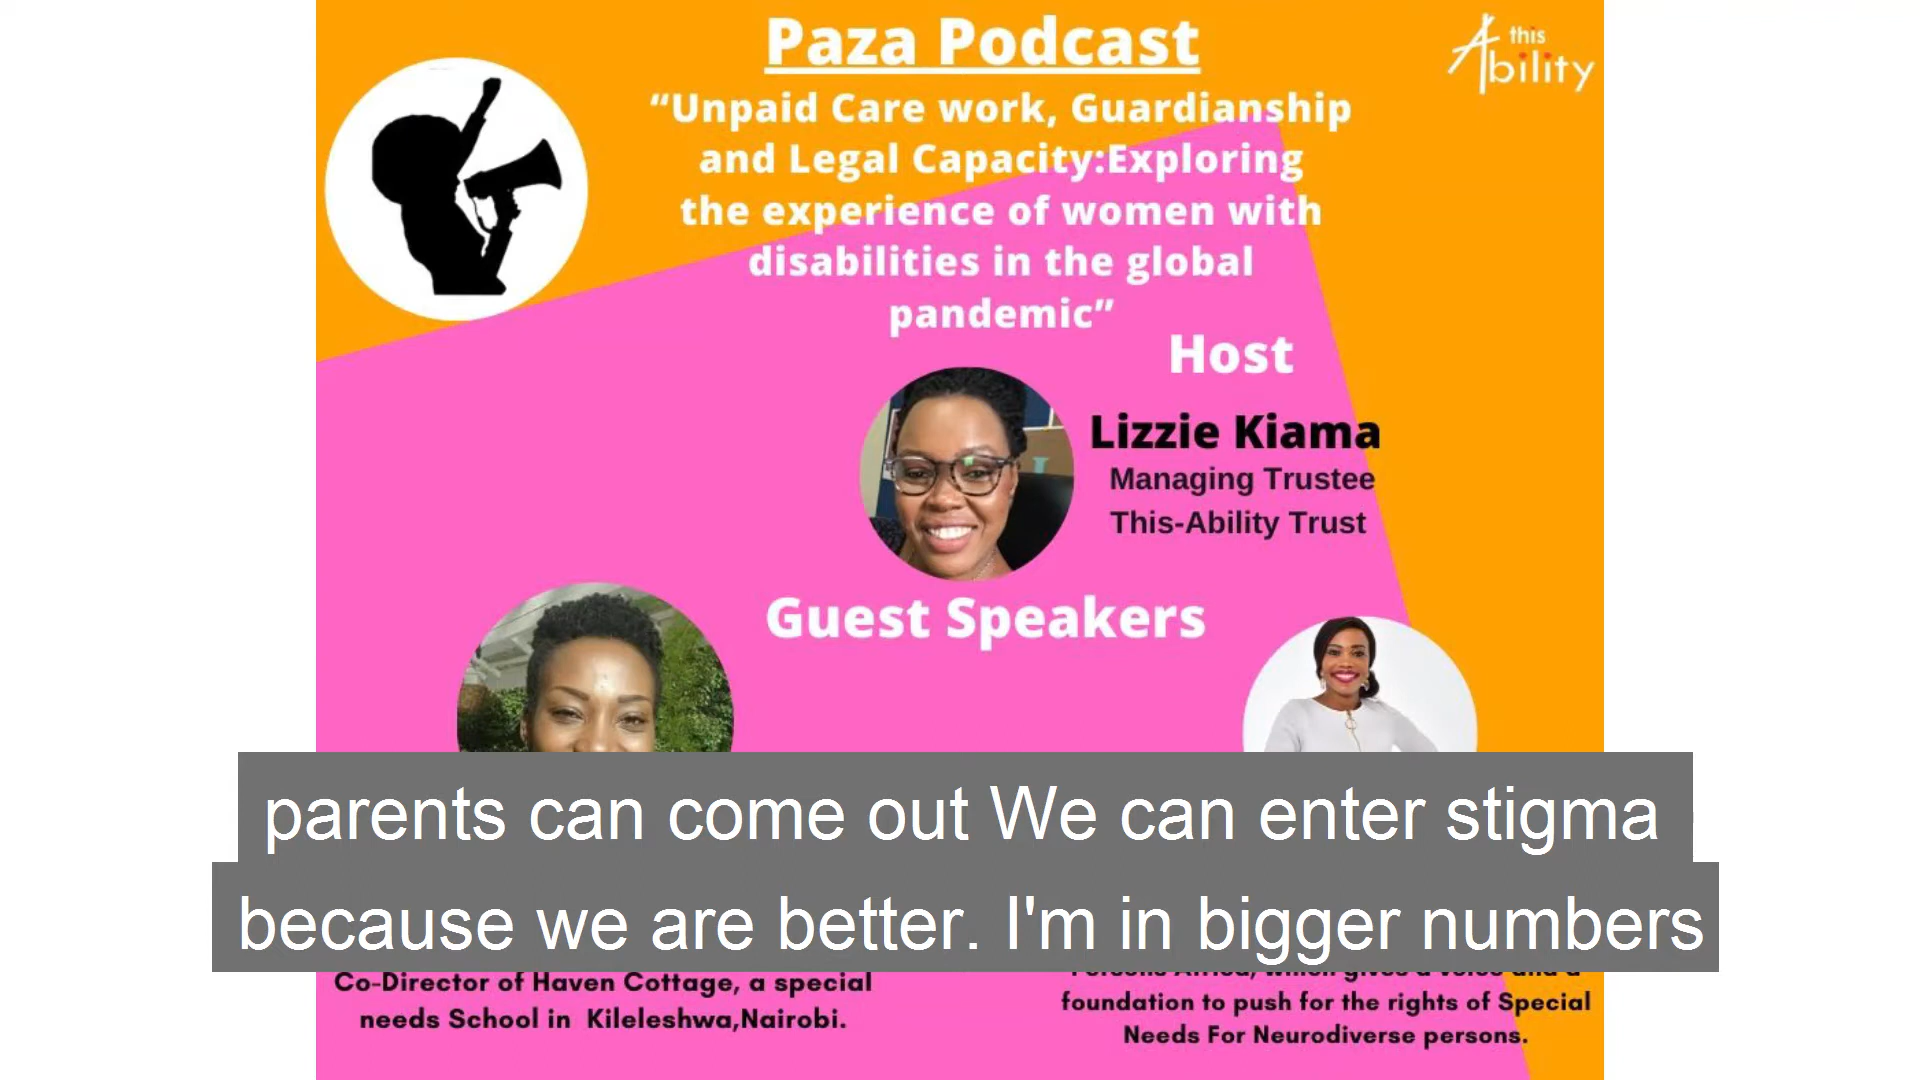 Paza Podcast
this
Ability
“Unpaid Care work, Guardianship
and Legal Capacity:Exploring
the experience of women with
disabilities in the global
pandemic”
Host
Lizzie Kiama
Managing Trustee
This-Ability Trust
Guest Speakers
parents can come out We can enter stigma
because we are better. I'm in bigger numbers
Co-Director of Haven Cottage, a special
needs School in Kileleshwa,Nairobi.
foundation to push for the rights of Special
Needs For Neurodiverse persons.